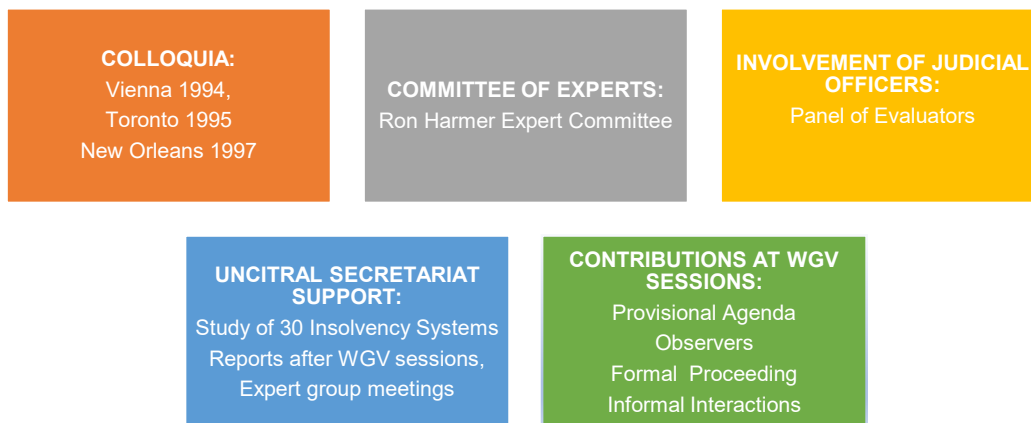 COLLOQUIA:
Vienna 1994,
Toronto 1995
New Orleans 1997
COMMITTEE OF EXPERTS:
Ron Harmer Expert Committee
INVOLVEMENT OF JUDICIAL
OFFICERS:
Panel of Evaluators
UNCITRAL SECRETARIAT
SUPPORT:
Study of 30 Insolvency Systems
Reports after WGV sessions,
Expert group meetings
CONTRIBUTIONS AT WGV
SESSIONS:
Provisional Agenda
Observers
Formal Proceeding
Informal Interactions